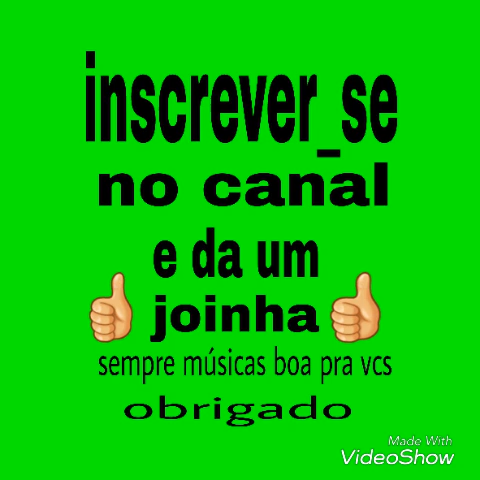 inscrever_se
no canal
e da um
joinha
sempre músicas boa pra vcs
obrigado
Made With
VideoShow